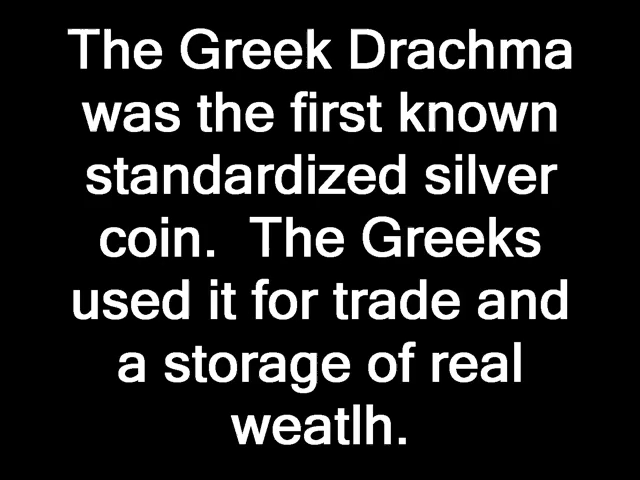 The Greek Drachma
was the first known
standardized silver
coin.  The Greeks
used it for trade and
a storage of real
weatlh.